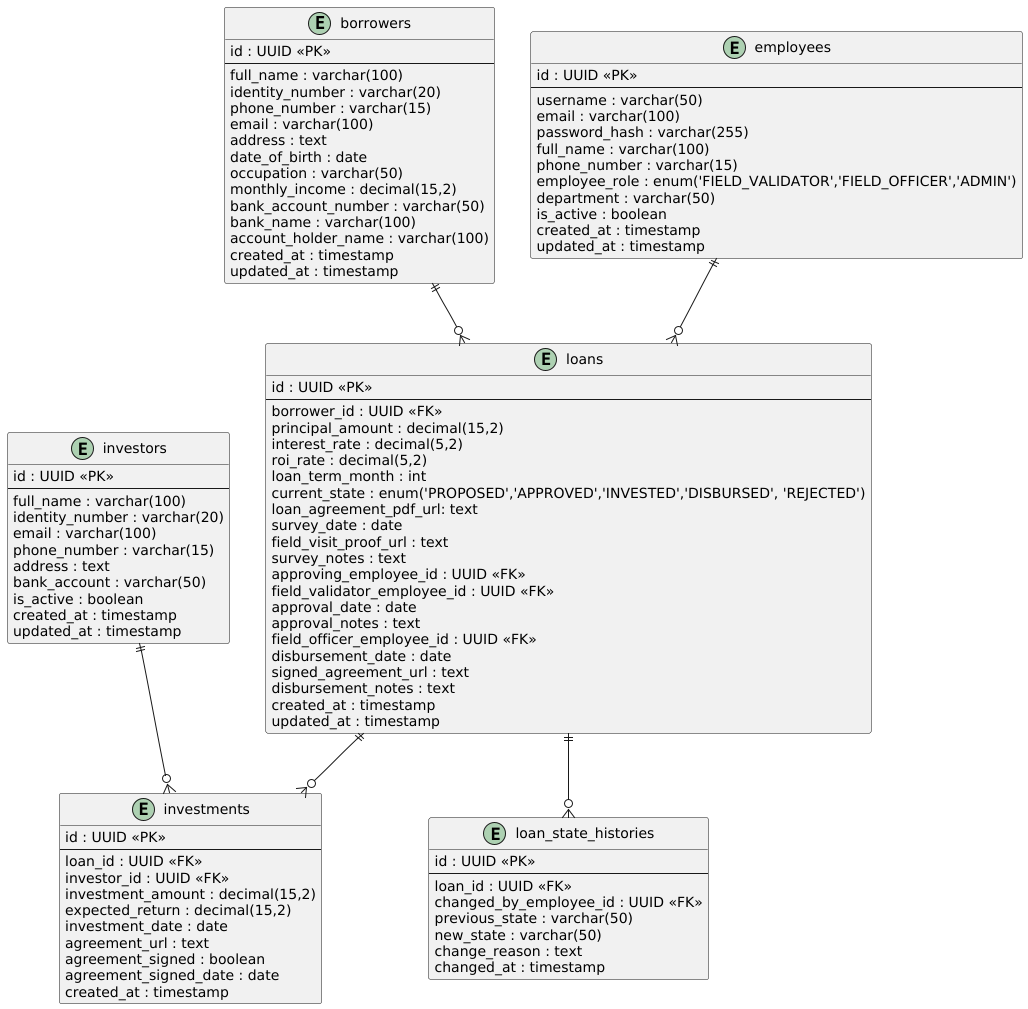 E borrowers
id : UUID «PK»
full_name : varchar(100)
identity_number : varchar(20)
phone_number : varchar(15)
email : varchar(100)
address : text
date_of_birth : date
occupation : varchar(50)
monthly_income : decimal(15,2)
bank_account_number : varchar(50)
bank_name : varchar(100)
account_holder_name : varchar(100)
created_at : timestamp
updated_at : timestamp
E employees
id : UUID «PK»
username : varchar(50)
email : varchar(100)
password_hash : varchar(255)
full_name : varchar(100)
phone_number : varchar(15)
employee_role : enum('FIELD_VALIDATOR','FIELD_OFFICER','ADMIN')
department : varchar(50)
is_active : boolean
created_at : timestamp
updated_at : timestamp
E loans
id : UUID «PK»
borrower_id : UUID «FK»
principal_amount : decimal(15,2)
interest_rate : decimal(5,2)
roi_rate : decimal(5,2)
loan_term_month : int
current_state : enum('PROPOSED','APPROVED','INVESTED','DISBURSED', 'REJECTED')
loan_agreement_pdf_url: text
survey_date : date
field_visit_proof_url : text
survey_notes : text
approving_employee_id : UUID «FK»
field_validator_employee_id : UUID «FK»
approval_date : date
approval_notes : text
field_officer_employee_id : UUID «FK»
disbursement_date : date
signed_agreement_url : text
disbursement_notes : text
created_at : timestamp
updated_at : timestamp
E investors
id : UUID «PK»
full_name : varchar(100)
identity_number : varchar(20)
email : varchar(100)
phone_number : varchar(15)
address : text
bank_account : varchar(50)
is_active : boolean
created_at : timestamp
updated_at : timestamp
E investments
id : UUID «PK»
loan_id : UUID «FK»
investor_id : UUID «FK»
investment_amount : decimal(15,2)
expected_return : decimal(15,2)
investment_date : date
agreement_url : text
agreement_signed : boolean
agreement_signed_date : date
created_at : timestamp
E loan_state_histories
id : UUID «PK»
loan_id : UUID «FK»
changed_by_employee_id : UUID «FK»
previous_state : varchar(50)
new_state : varchar(50)
change_reason : text
changed_at : timestamp